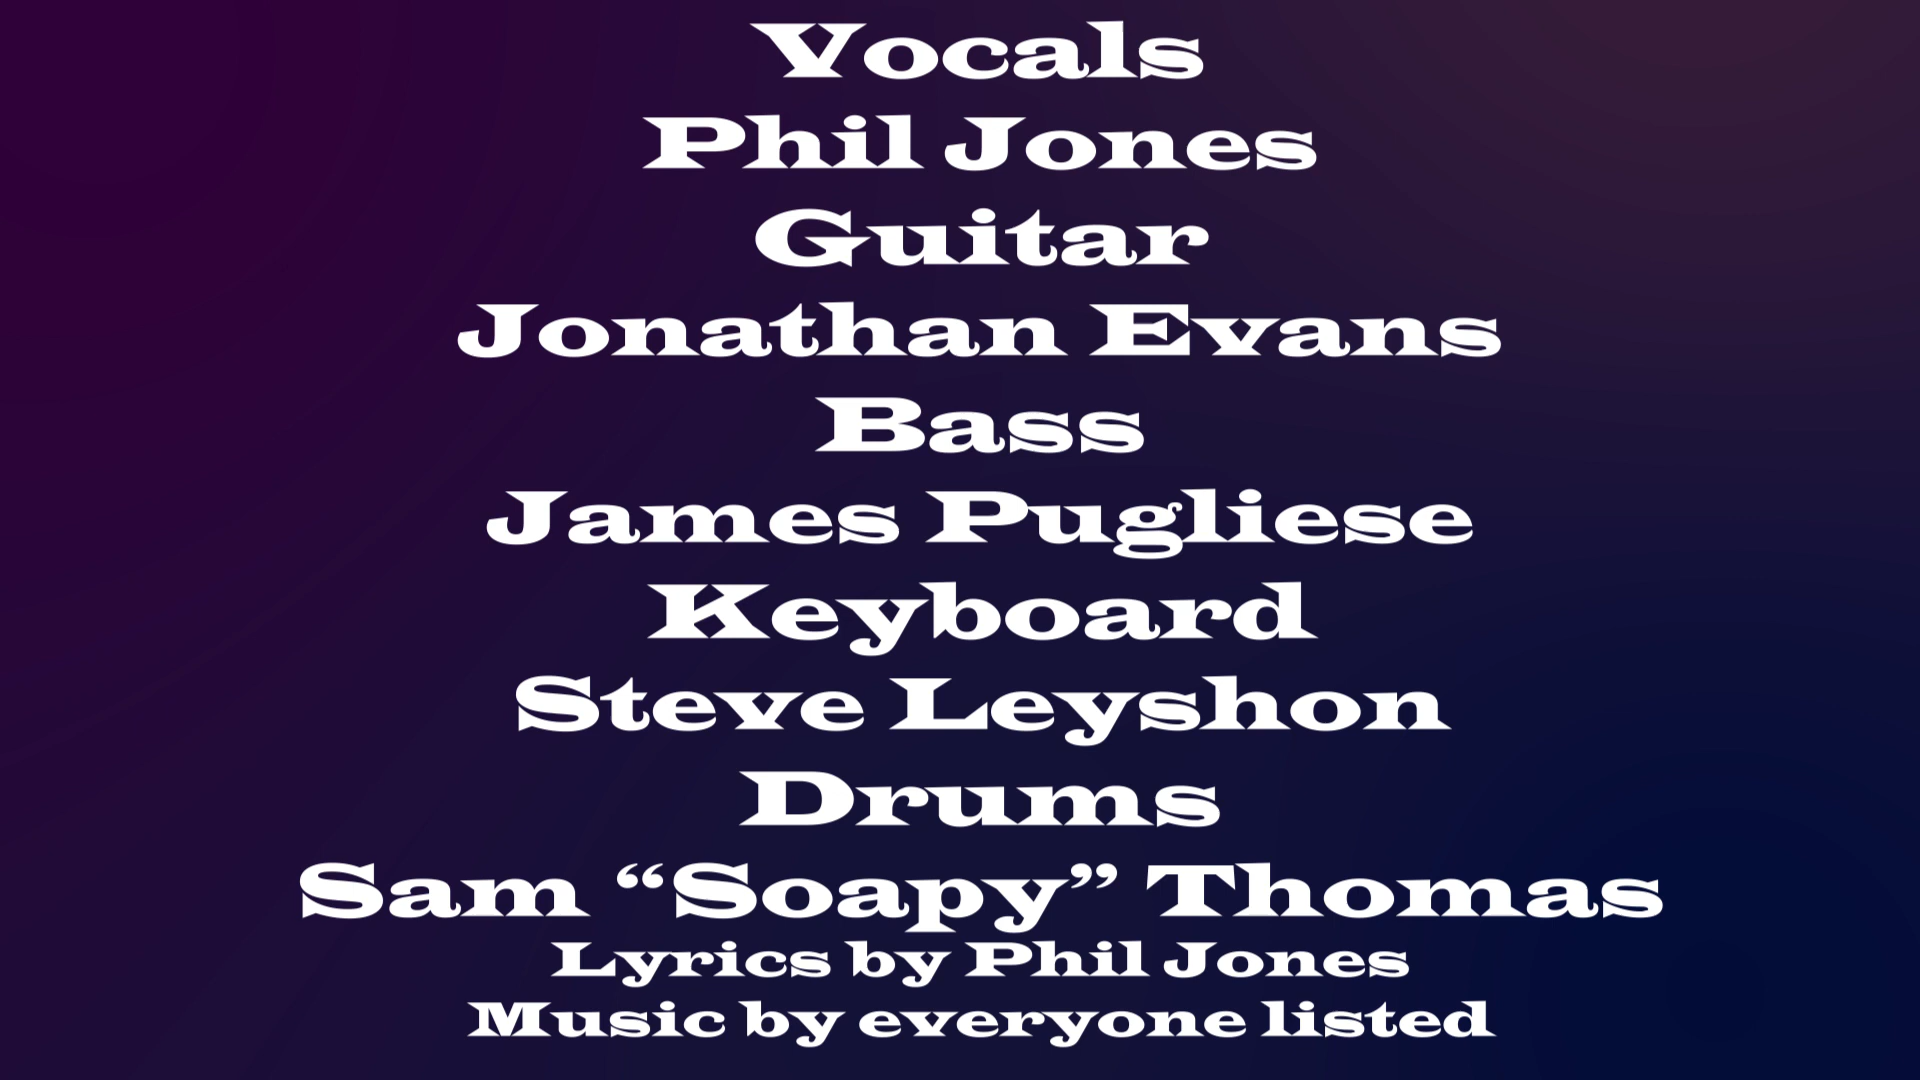 Vocals
Phil Jones
Guitar
Jonathan Evans
Bass
James Pugliese
Keyboard
Steve Leyshon
Drums
Sam “Soapy” Thomas
Lyrics by Phil Jones
Music by everyone listed